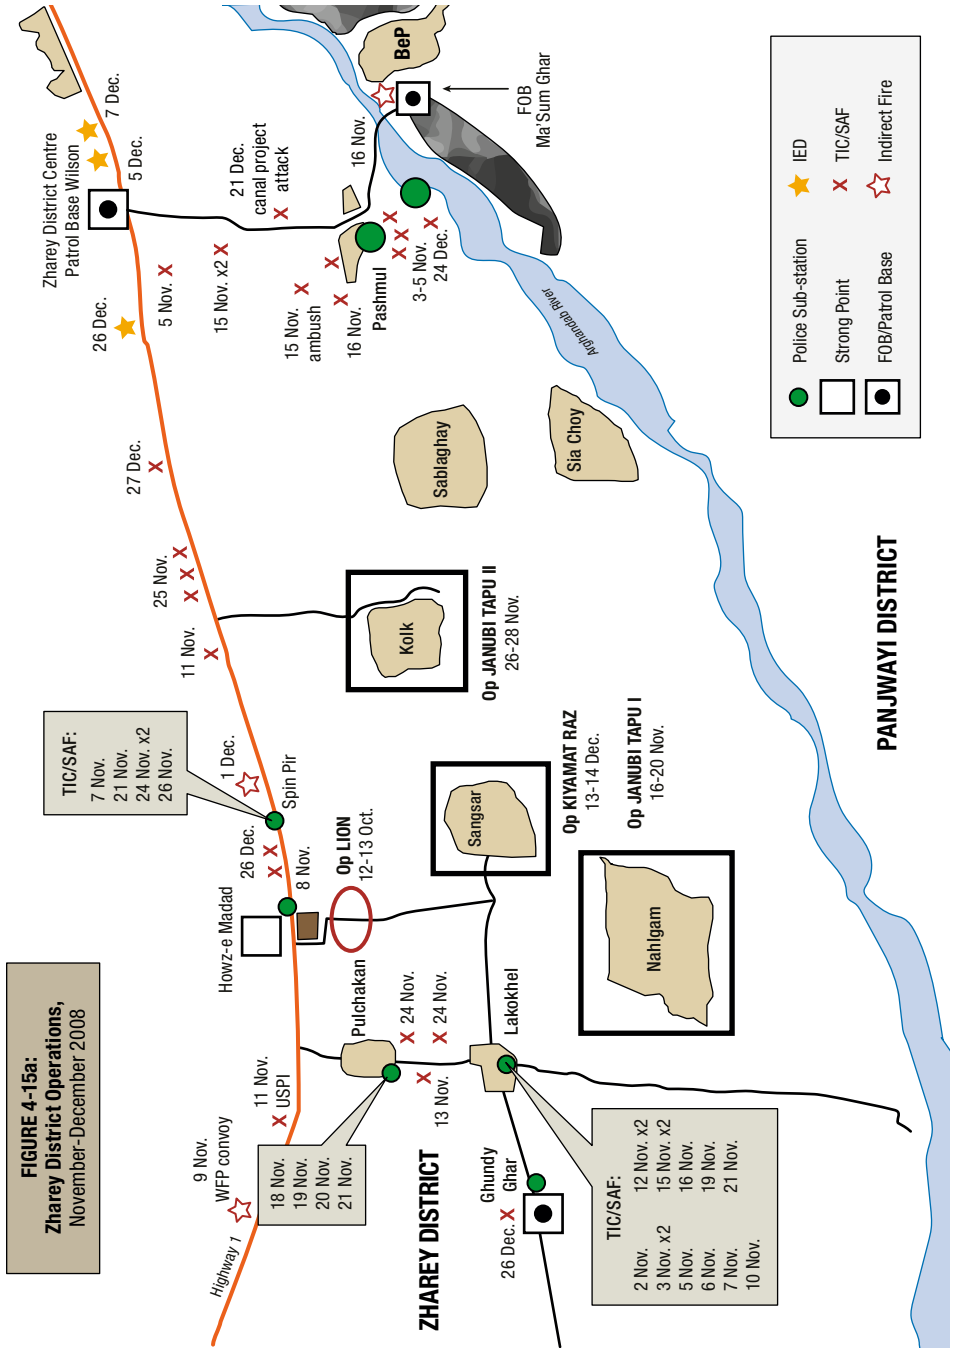 FIGURE 4-15a:
Zharey District Operations,
November-December 2008
9 Nov.
WFP convoy
Highway 1
11 Nov.
USPI
18 Nov.
19 Nov.
20 Nov.
21 Nov.
Howz-e Madad
Pulchakan
26 Dec.
8 Nov.
Op LION
12-13 Oct.
TIC/SAF:
7 Nov.
21 Nov.
24 Nov. x2
26 Nov.
1 Dec.
Spin Pir
11 Nov.
25 Nov.
27 Dec.
26 Dec.
Zharey District Centre
Patrol Base Wilson
7 Dec.
5 Dec.
5 Nov.
15 Nov. x2
21 Dec.
canal project
attack
15 Nov.
ambush
16 Nov.
Pashmul
3-5 Nov.
24 Dec.
16 Nov.
BeP
FOB
Ma'Sum Ghar
Arghandab River
Sablaghay
Sia Choy
Kolk
Op JANUBI TAPU II
26-28 Nov.
Sangsar
Op KIYAMAT RAZ
13-14 Dec.
Op JANUBI TAPU I
16-20 Nov.
Nahlgam
24 Nov.
24 Nov.
13 Nov.
Lakokhel
ZHAREY DISTRICT
Ghundy
Ghar
26 Dec.
TIC/SAF:
2 Nov. 12 Nov. x2
3 Nov. x2 15 Nov. x2
5 Nov. 16 Nov.
6 Nov. 19 Nov.
7 Nov. 21 Nov.
10 Nov.
PANJWAYI DISTRICT
Police Sub-station
Strong Point
FOB/Patrol Base
IED
TIC/SAF
Indirect Fire